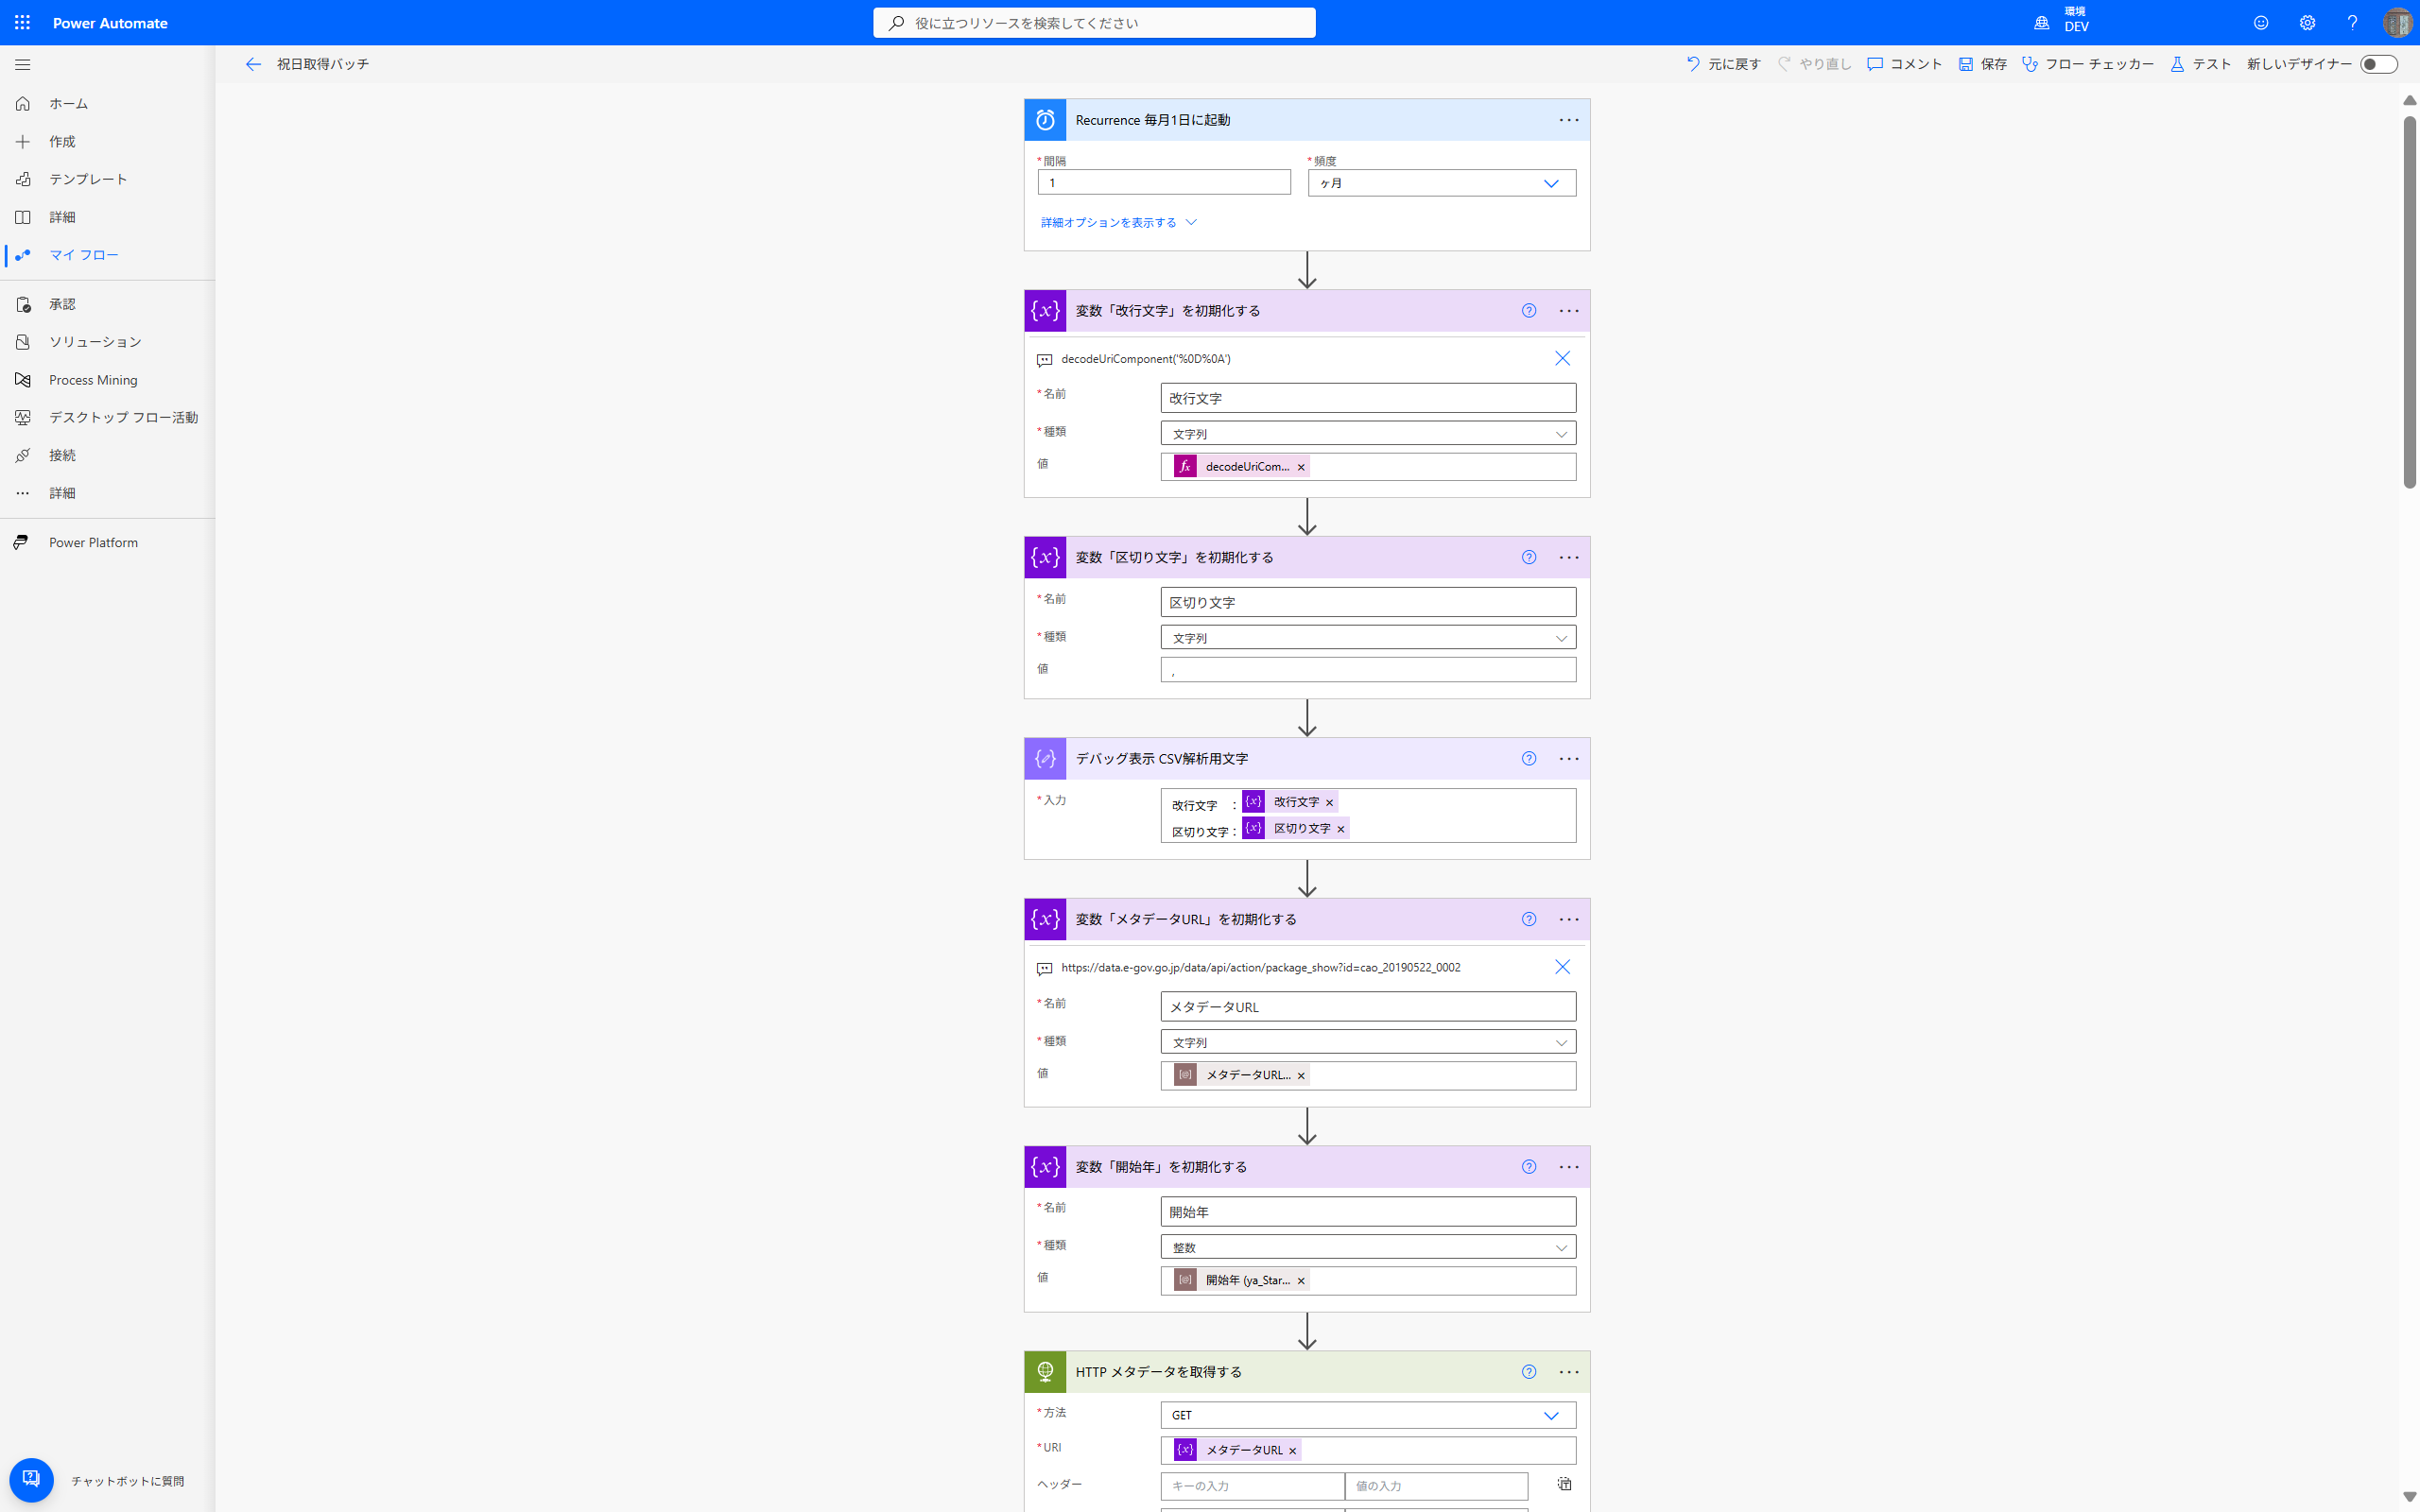 Power Automate
役に立つリソースを検索してください
環境
DEV
祝日取得バッチ
元に戻す
やり直し
コメント
保存
フロー チェッカー
テスト
新しいデザイナー
ホーム
作成
テンプレート
詳細
マイ フロー
承認
ソリューション
Process Mining
デスクトップ フロー活動
接続
詳細
Power Platform
チャットボットに質問
Recurrence 毎月1日に起動
*間隔
*頻度
1
ヶ月
詳細オプションを表示する
変数「改行文字」を初期化する
decodeUriComponent('%0D%0A')
*名前
改行文字
*種類
文字列
値
decodeUriCom...
変数「区切り文字」を初期化する
*名前
区切り文字
*種類
文字列
値
,
デバッグ表示 CSV解析用文字
*入力
改行文字 : 改行文字
区切り文字: 区切り文字
変数「メタデータURL」を初期化する
https://data.e-gov.go.jp/data/api/action/package_show?id=cao_20190522_0002
*名前
メタデータURL
*種類
文字列
値
メタデータURL...
変数「開始年」を初期化する
*名前
開始年
*種類
整数
値
開始年 (ya_Star...
HTTP メタデータを取得する
*方法
GET
*URI
メタデータURL
ヘッダー
キーの入力
値の入力